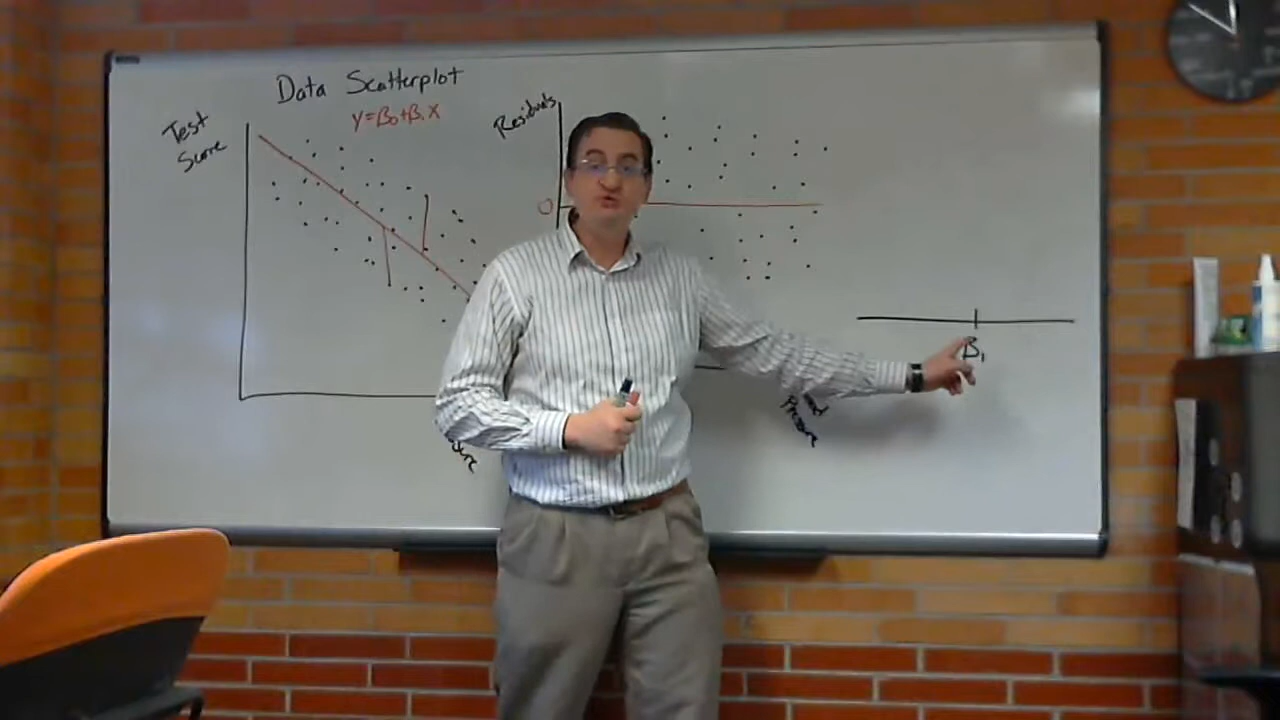 Data Scatterplot
y=β₀+β₁x
Test
Score
Residuals
0
β₁